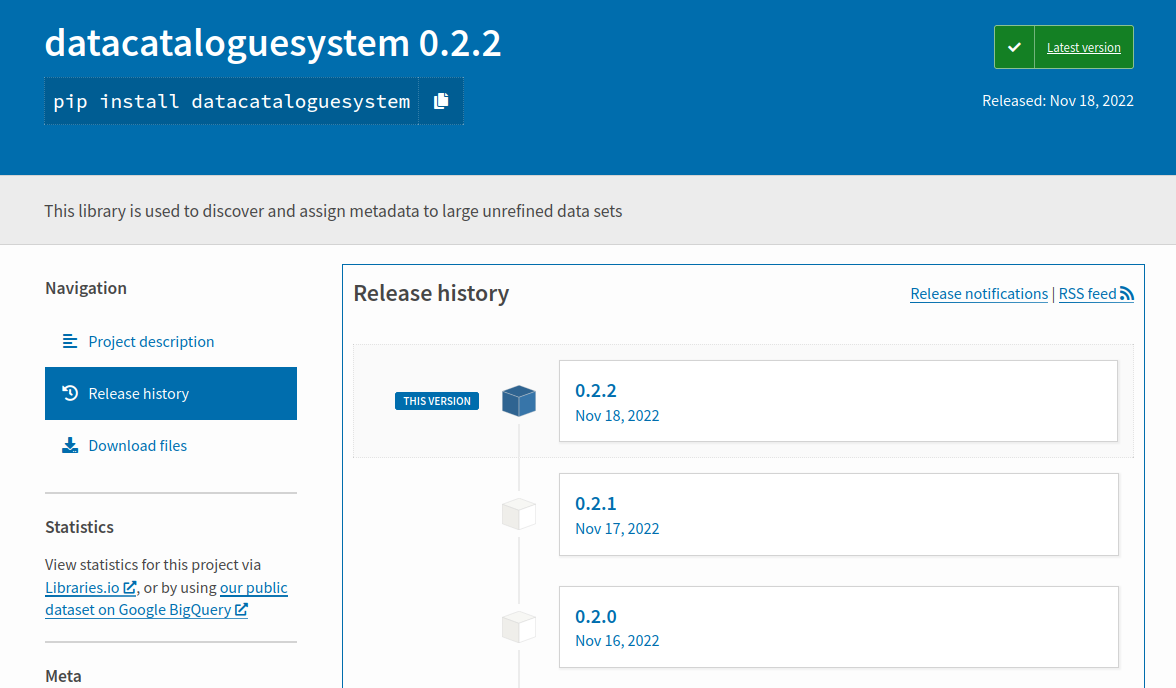 datacataloguesystem 0.2.2
Latest version
pip install datacataloguesystem
Released: Nov 18, 2022
This library is used to discover and assign metadata to large unrefined data sets
Navigation
Project description
Release history
Download files
Statistics
View statistics for this project via
Libraries.io, or by using our public
dataset on Google BigQuery
Meta
Release history
Release notifications | RSS feed
THIS VERSION
0.2.2
Nov 18, 2022
0.2.1
Nov 17, 2022
0.2.0
Nov 16, 2022